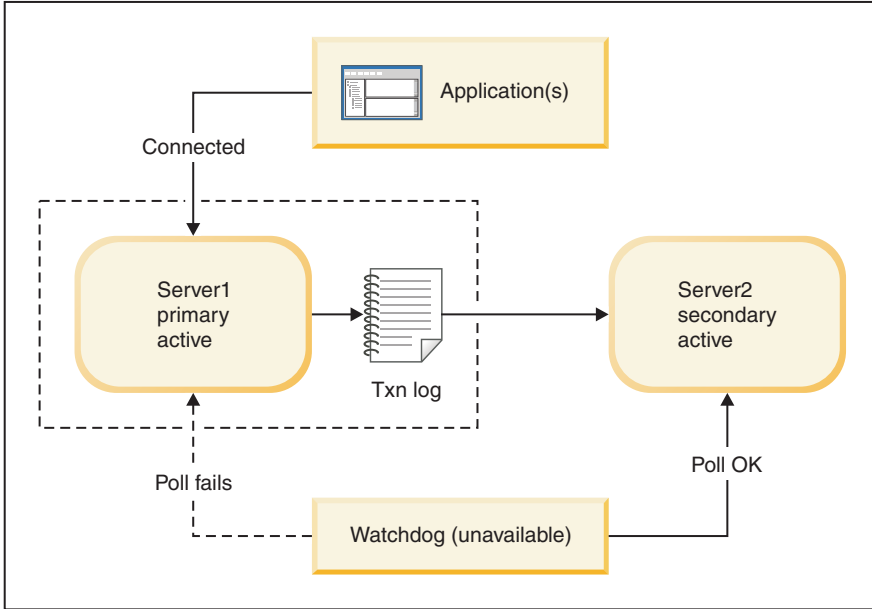 Application(s)
Connected
Server1
primary
active
Txn log
Server2
secondary
active
Poll fails
Poll OK
Watchdog (unavailable)